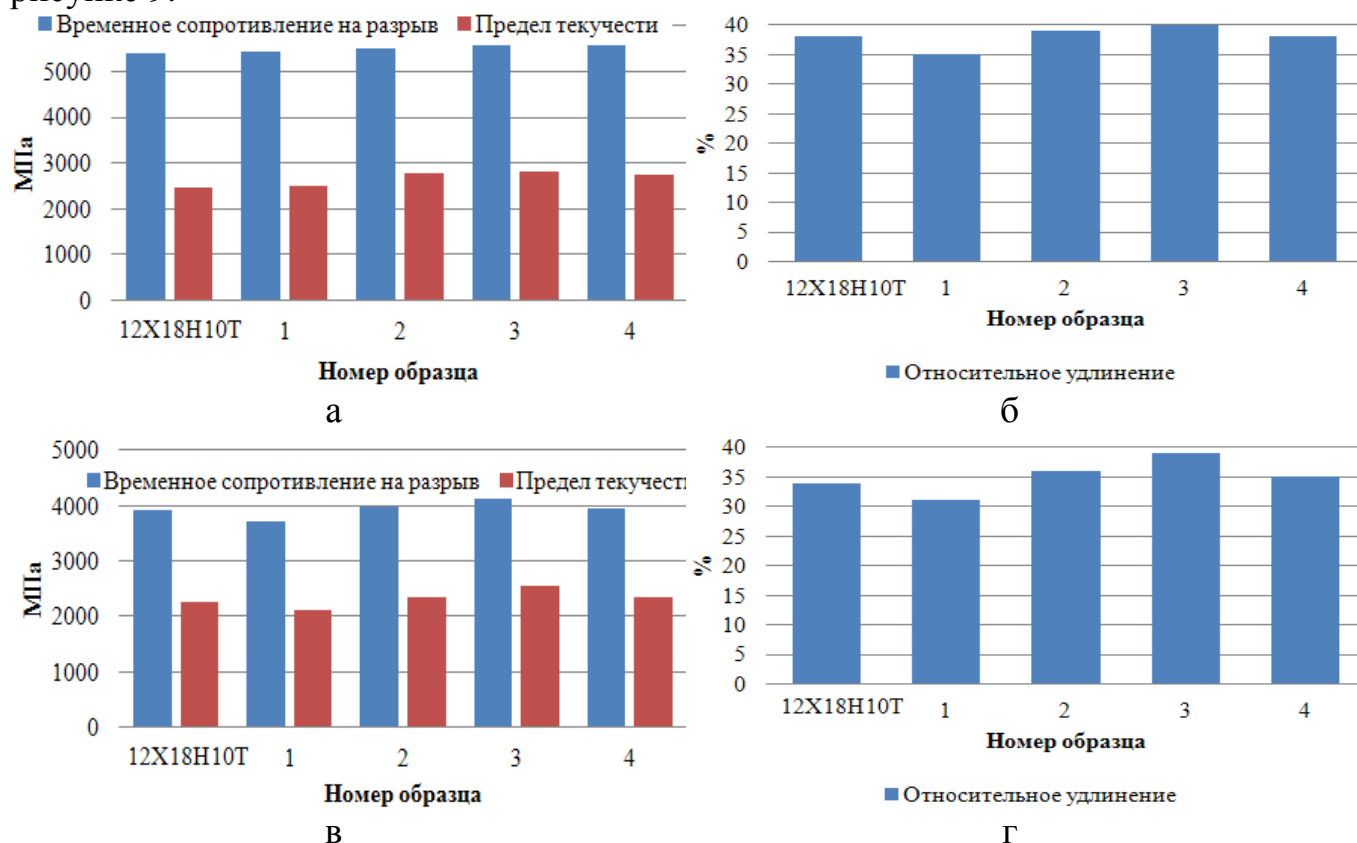 рисунке 9.
Временное сопротивление на разрыв Предел текучести
5000
4000
3000
2000
1000
0
МПа
12Х18Н10Т 1 2 3 4
Номер образца
а
40
35
30
25
20
15
10
5
0
%
12Х18Н10Т 1 2 3 4
Номер образца
Относительное удлинение
б
5000
Временное сопротивление на разрыв Предел текучести
4000
3000
2000
1000
0
МПа
12Х18Н10Т 1 2 3 4
Номер образца
в
40
35
30
25
20
15
10
5
0
%
12Х18Н10Т 1 2 3 4
Номер образца
Относительное удлинение
г